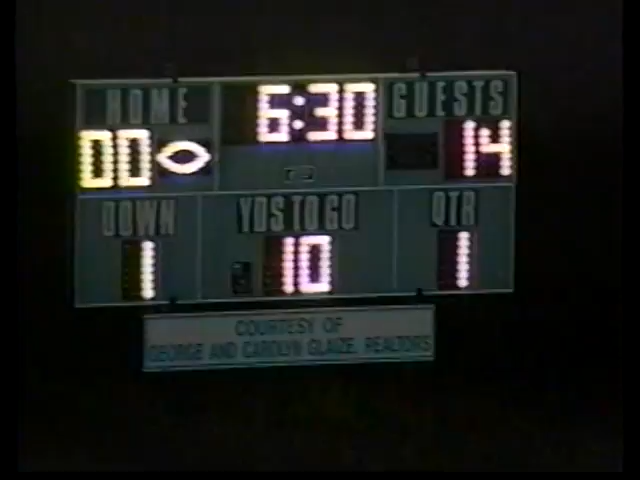 HOME 6:30 GUESTS
00 14
DOWN YDS TO GO QTR
1 10 1
COURTESY OF
GEORGE AND CAROLYN GLAIZE, REALTORS